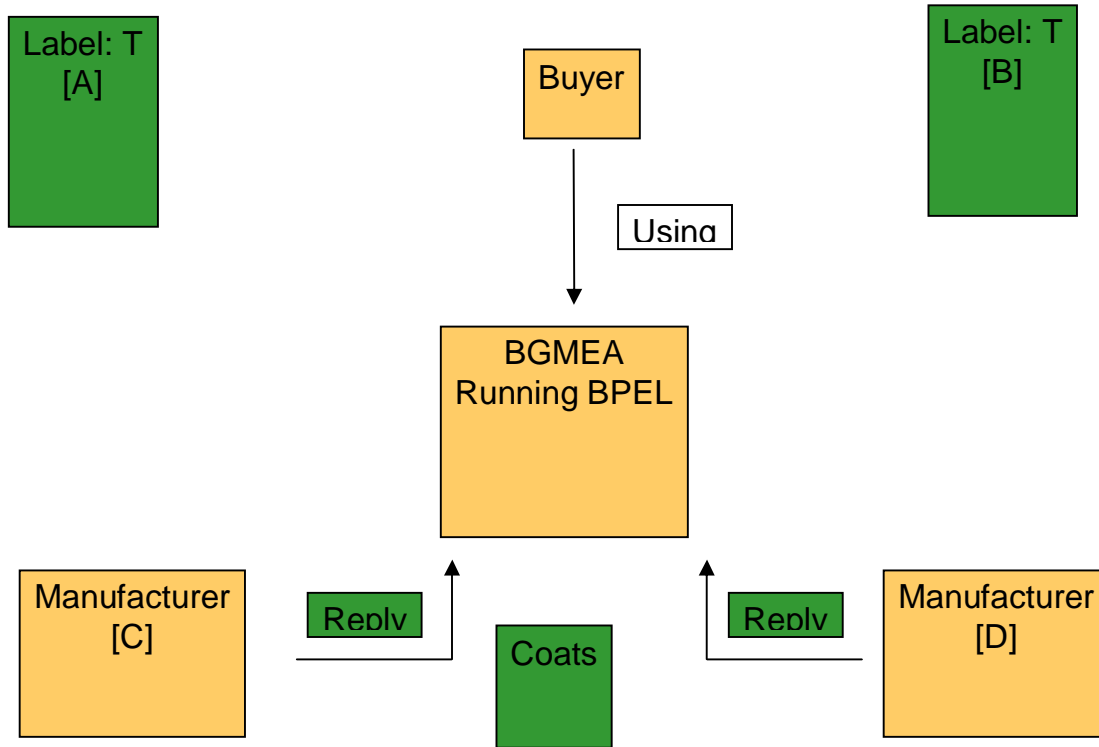 Label: T
[A]
Buyer
Label: T
[B]
Using
BGMEA
Running BPEL
Manufacturer
[C]
Reply
Coats
Reply
Manufacturer
[D]